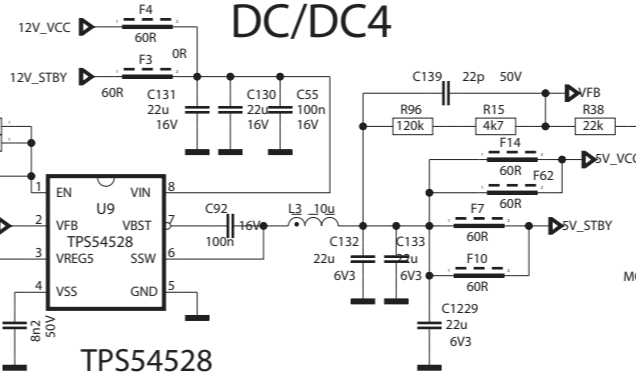 DC/DC4
12V_VCC
F4
60R
0R
12V_STBY
F3
60R
C131
22u
16V
C130
22u
16V
C55
100n
16V
C139 22p 50V
VFB
R96
120k
R15
4k7
R38
22k
F14
60R
5V_VCC
F62
60R
F7
60R
5V_STBY
F10
60R
1 EN VIN 8
U9
2 VFB VBST 7
TPS54528
3 VREG5 SSW 6
4 VSS GND 5
C92
100n
16V
L3 10u
C132
22u
6V3
C133
22u
6V3
C1229
22u
6V3
8n2
50V
TPS54528